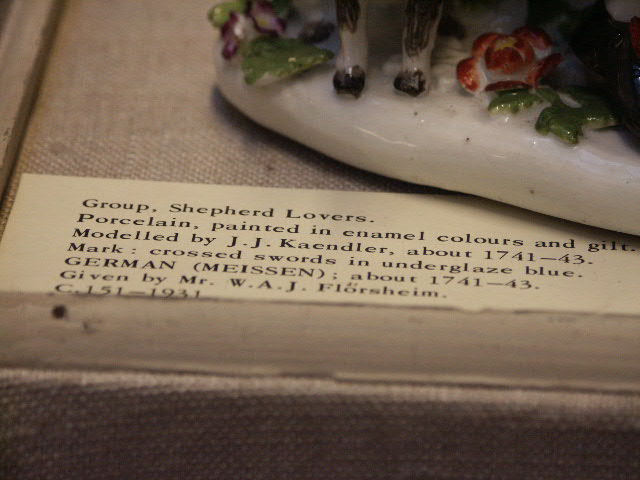 Group, Shepherd Lovers.
Porcelain, painted in enamel colours and gilt.
Modelled by J.J. Kaendler, about 1741—43.
Mark: crossed swords in underglaze blue.
GERMAN (MEISSEN); about 1741—43.
Given by Mr. W.A.J. Flörsheim.
C.151—1931